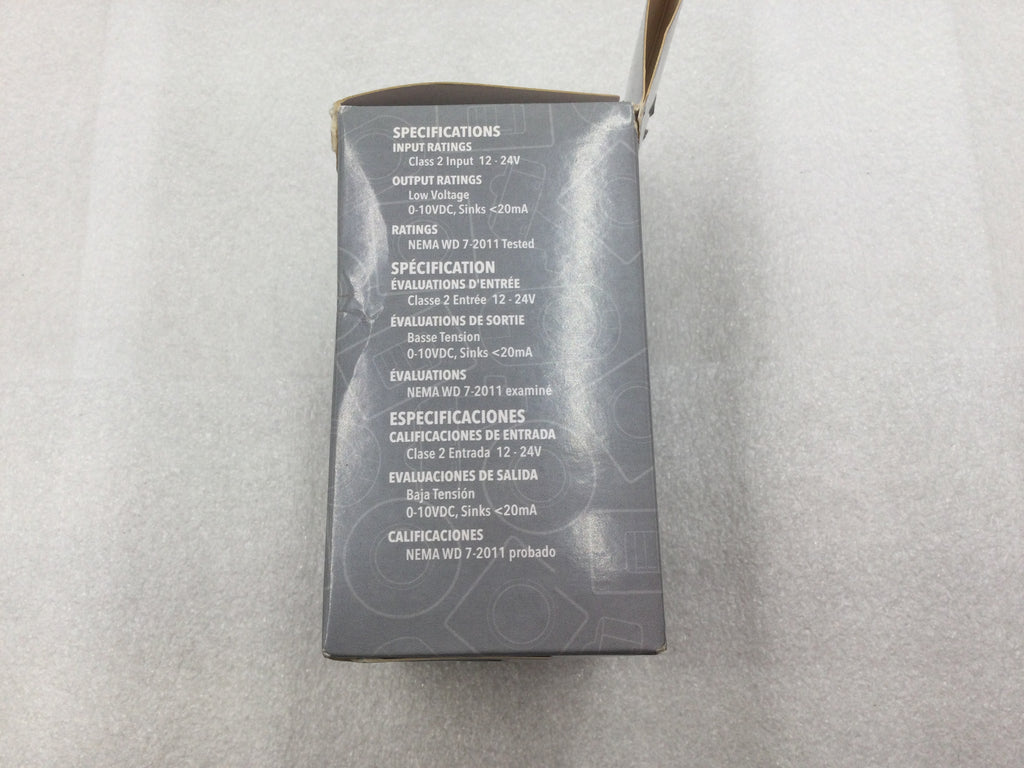 SPECIFICATIONS
INPUT RATINGS
Class 2 Input 12 - 24V
OUTPUT RATINGS
Low Voltage
0-10VDC, Sinks <20mA
RATINGS
NEMA WD 7-2011 Tested
SPÉCIFICATION
ÉVALUATIONS D'ENTRÉE
Classe 2 Entrée 12 - 24V
ÉVALUATIONS DE SORTIE
Basse Tension
0-10VDC, Sinks <20mA
ÉVALUATIONS
NEMA WD 7-2011 examiné
ESPECIFICACIONES
CALIFICACIONES DE ENTRADA
Clase 2 Entrada 12 - 24V
EVALUACIONES DE SALIDA
Baja Tensión
0-10VDC, Sinks <20mA
CALIFICACIONES
NEMA WD 7-2011 probado